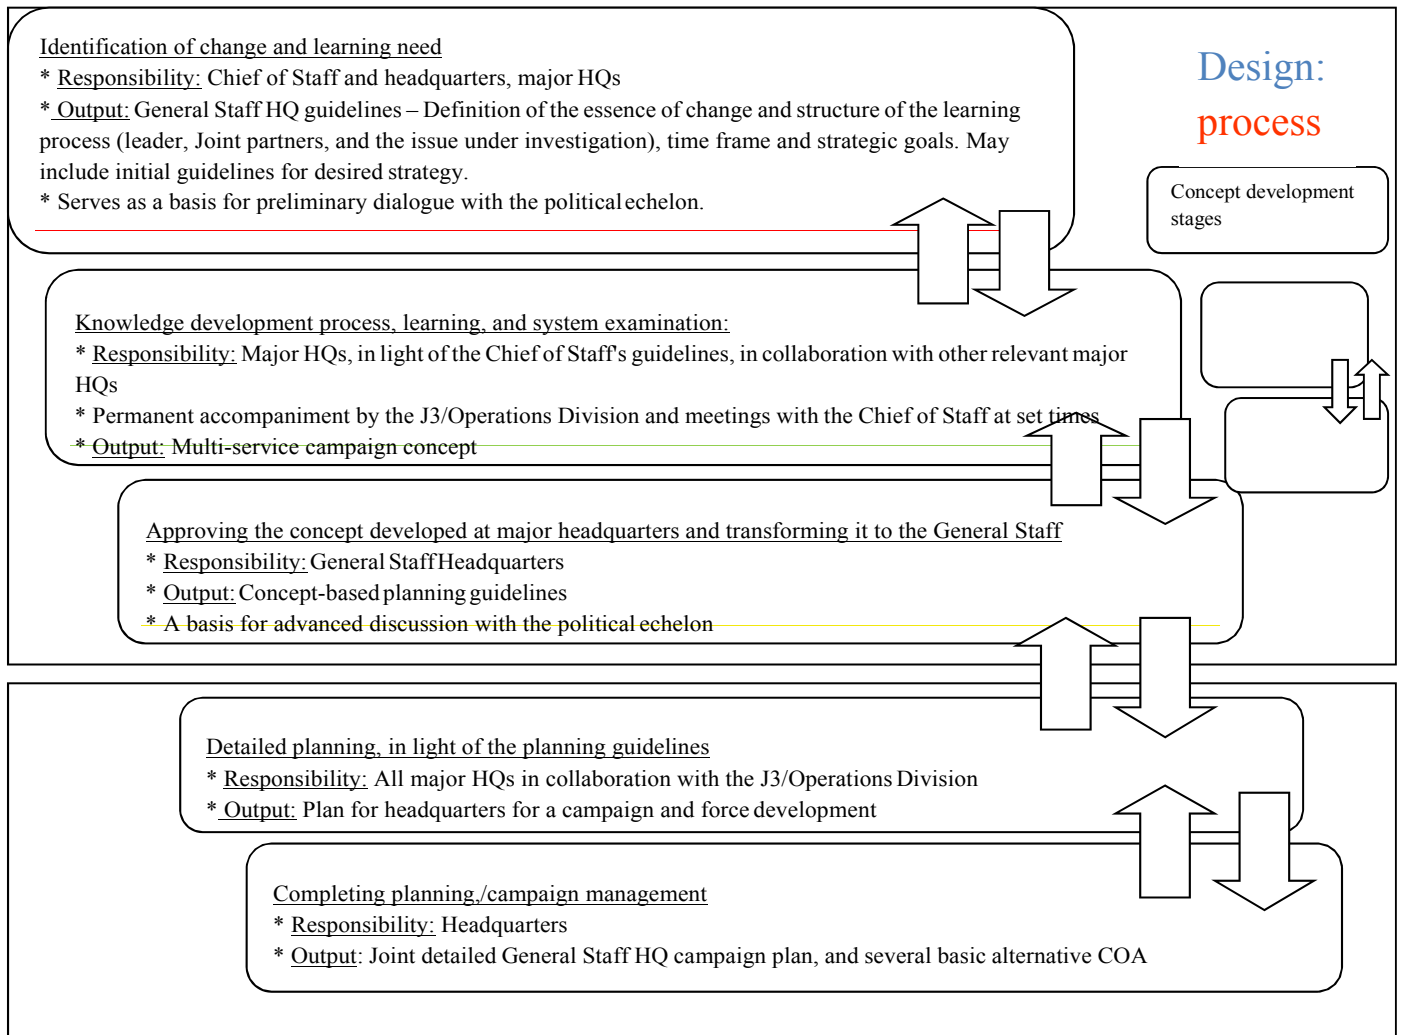 Identification of change and learning need
* Responsibility: Chief of Staff and headquarters, major HQs
* Output: General Staff HQ guidelines – Definition of the essence of change and structure of the learning
process (leader, Joint partners, and the issue under investigation), time frame and strategic goals. May
include initial guidelines for desired strategy.
* Serves as a basis for preliminary dialogue with the political echelon.
Design:
process
Concept development
stages
Knowledge development process, learning, and system examination:
* Responsibility: Major HQs, in light of the Chief of Staff's guidelines, in collaboration with other relevant major
HQs
* Permanent accompaniment by the J3/Operations Division and meetings with the Chief of Staff at set times
* Output: Multi-service campaign concept
Approving the concept developed at major headquarters and transforming it to the General Staff
* Responsibility: General Staff Headquarters
* Output: Concept-based planning guidelines
* A basis for advanced discussion with the political echelon
Detailed planning, in light of the planning guidelines
* Responsibility: All major HQs in collaboration with the J3/Operations Division
* Output: Plan for headquarters for a campaign and force development
Completing planning,/campaign management
* Responsibility: Headquarters
* Output: Joint detailed General Staff HQ campaign plan, and several basic alternative COA